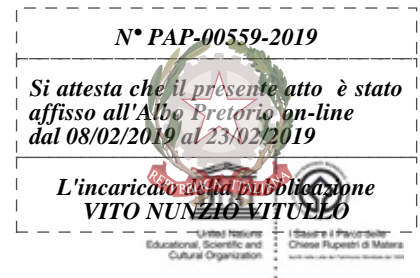 N° PAP-00559-2019
Si attesta che il presente atto è stato
affisso all'Albo Pretorio on-line
dal 08/02/2019 al 23/02/2019
L'incaricato della pubblicazione
VITO NUNZIO VITULLO
REPVBBLICA ITALIANA
United Nations
Educational, Scientific and
Cultural Organization
I Sassi e il Parco delle
Chiese Rupestri di Matera